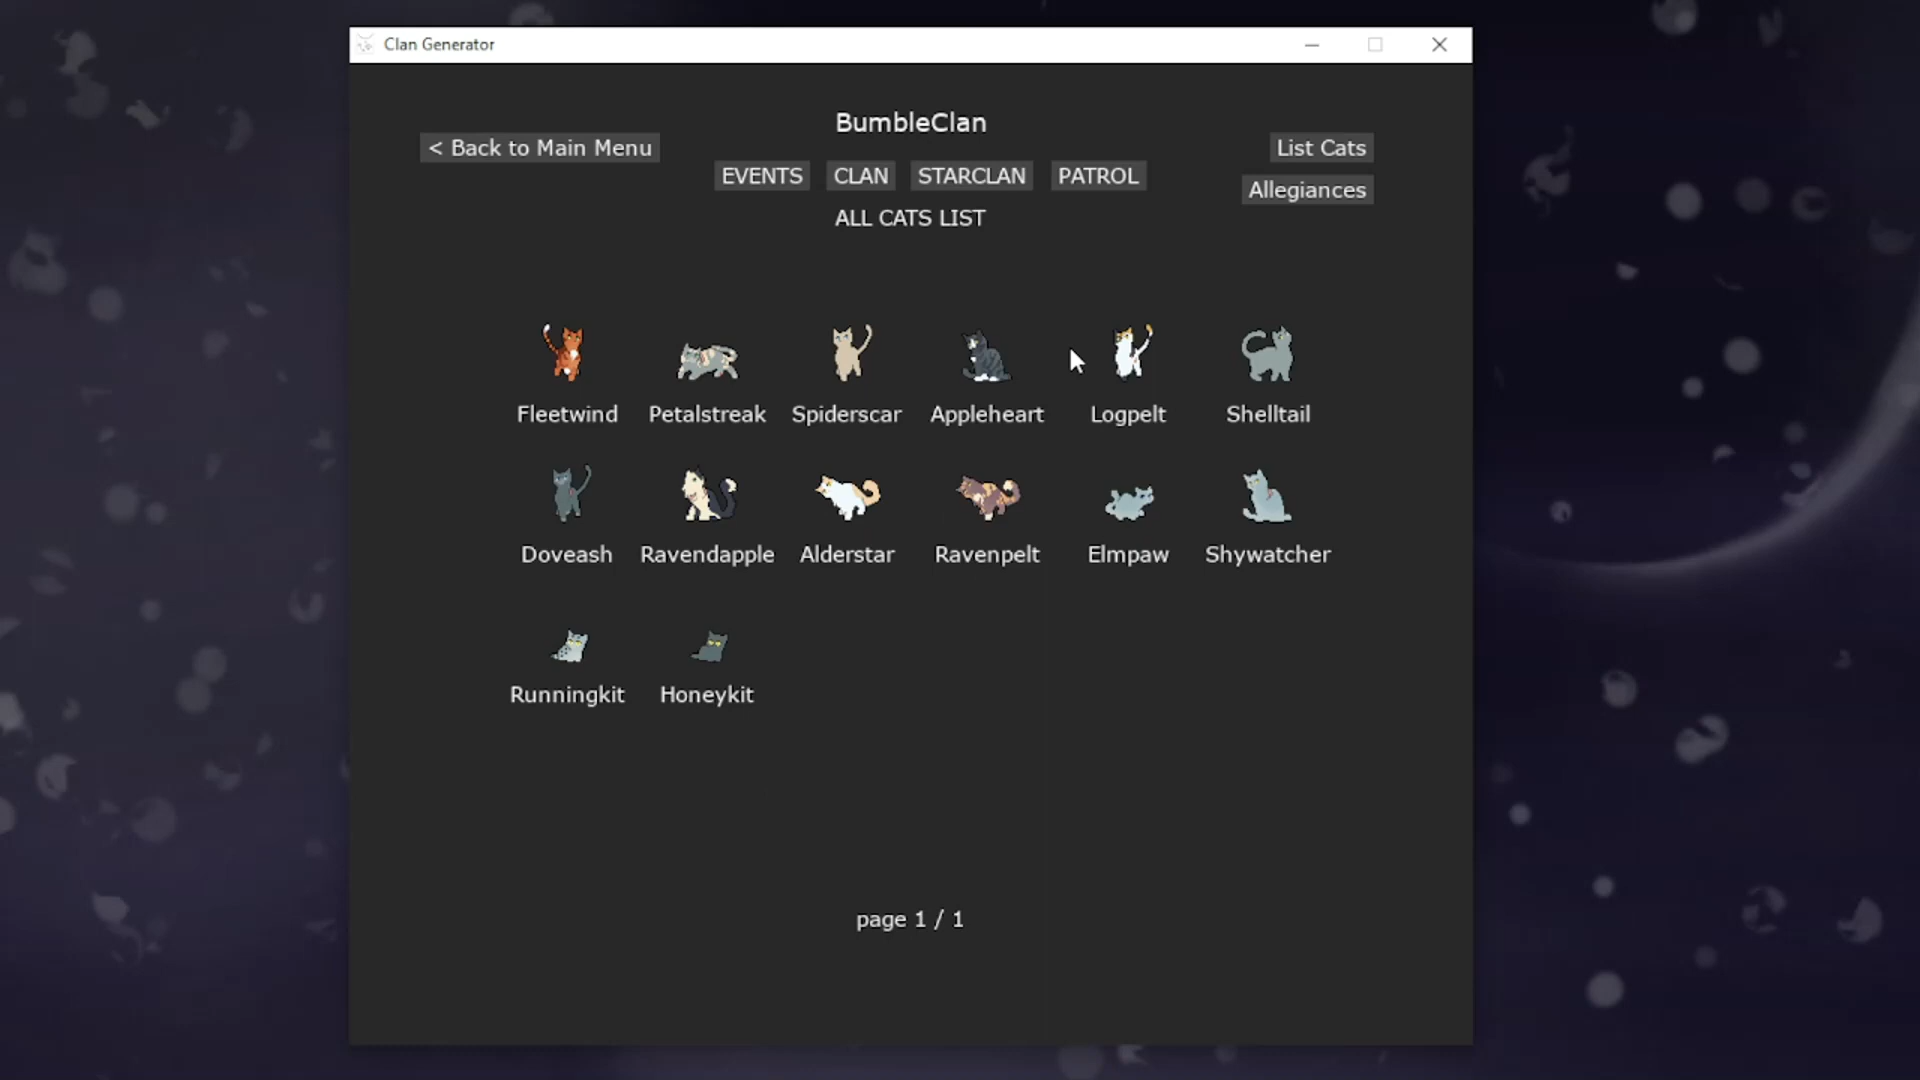 Clan Generator
BumbleClan
< Back to Main Menu
List Cats
EVENTS CLAN STARCLAN PATROL
Allegiances
ALL CATS LIST
Fleetwind Petalstreak Spiderscar Appleheart Logpelt Shelltail
Doveash Ravendapple Alderstar Ravenpelt Elmpaw Shywatcher
Runningkit Honeykit
page 1 / 1